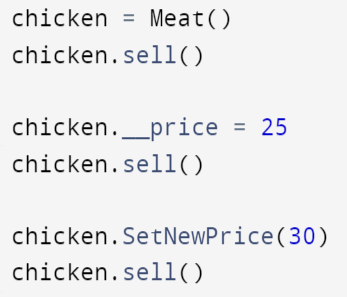 chicken = Meat()
chicken.sell()
chicken.__price = 25
chicken.sell()
chicken.SetNewPrice(30)
chicken.sell()